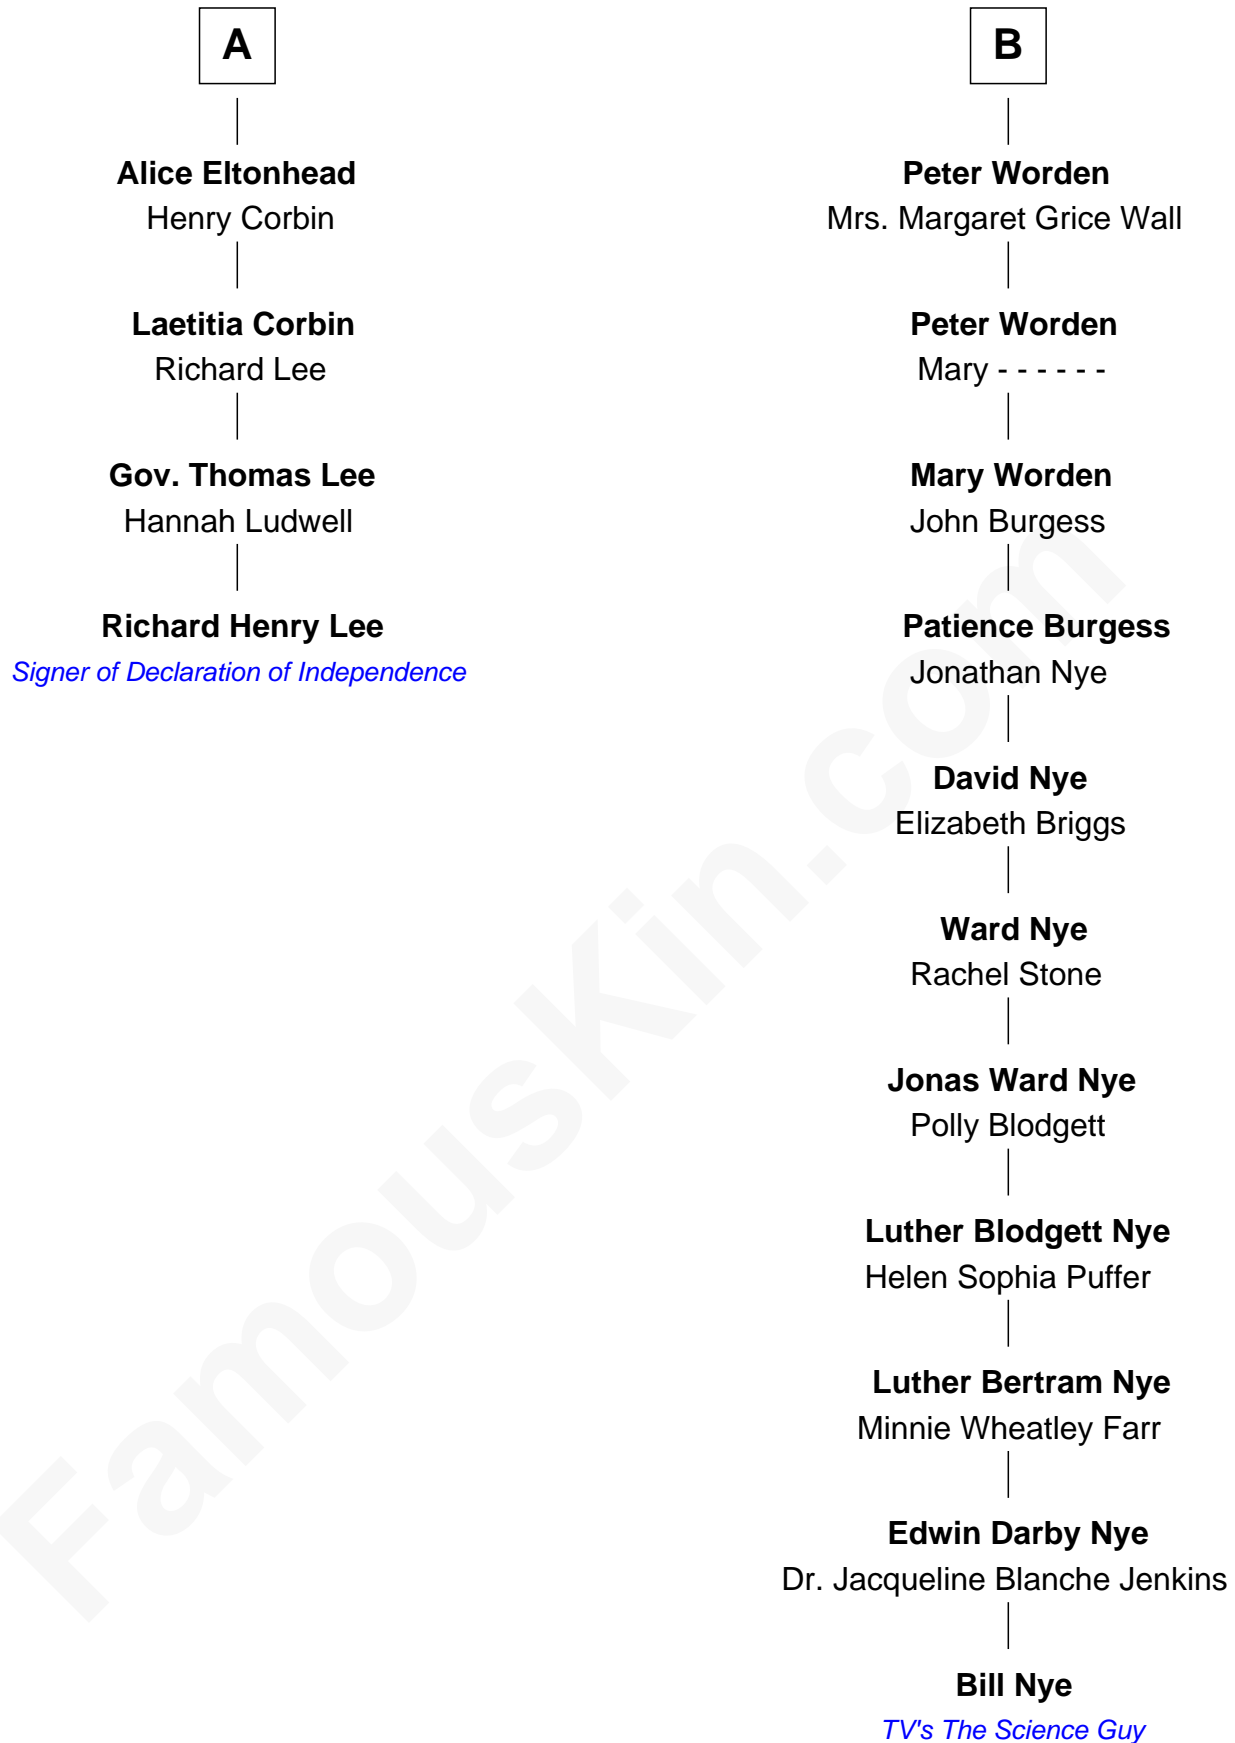 A
Alice Eltonhead
Henry Corbin
Laetitia Corbin
Richard Lee
Gov. Thomas Lee
Hannah Ludwell
Richard Henry Lee
Signer of Declaration of Independence
B
Peter Worden
Mrs. Margaret Grice Wall
Peter Worden
Mary - - - - - -
Mary Worden
John Burgess
Patience Burgess
Jonathan Nye
David Nye
Elizabeth Briggs
Ward Nye
Rachel Stone
Jonas Ward Nye
Polly Blodgett
Luther Blodgett Nye
Helen Sophia Puffer
Luther Bertram Nye
Minnie Wheatley Farr
Edwin Darby Nye
Dr. Jacqueline Blanche Jenkins
Bill Nye
TV's The Science Guy
FamousKin.com